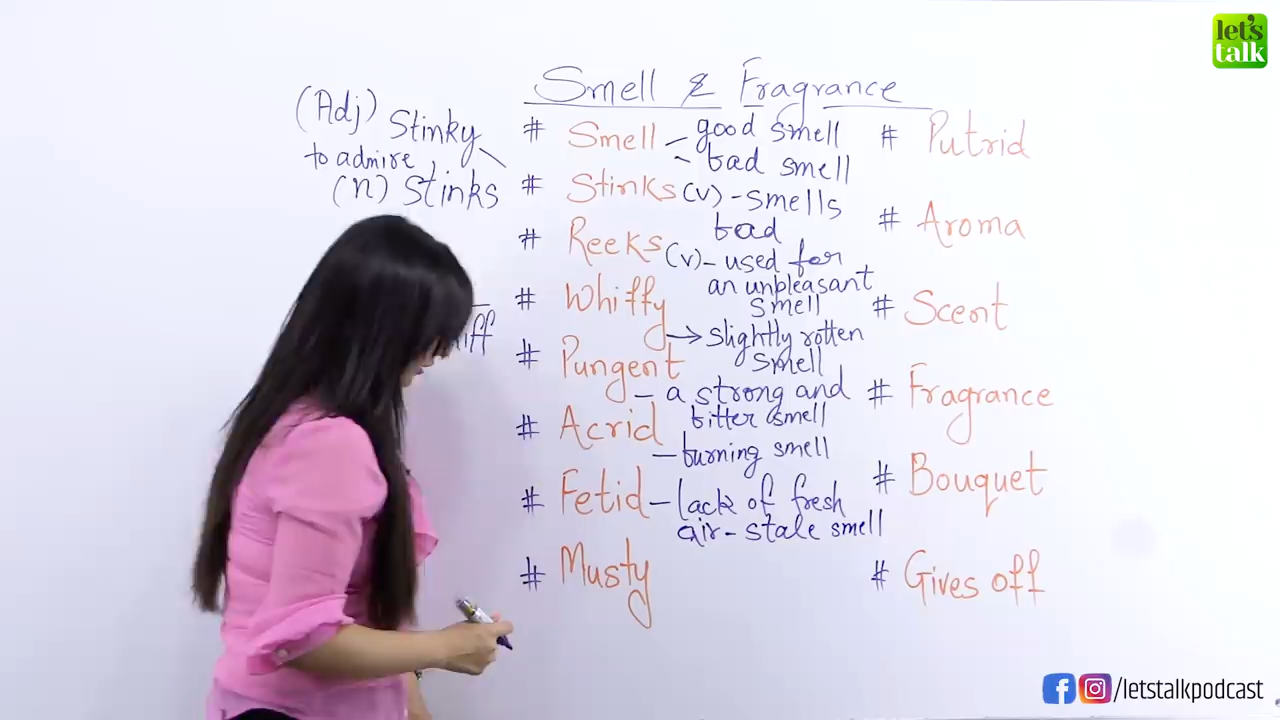 let's
talk
Smell & Fragrance
(Adj) Stinky
to admire
(n) Stinks
# Smell - good smell
- bad smell
# Stinks (v) - smells
bad
# Reeks (v) - used for
an unpleasant
smell
# Whiffy
→ slightly rotten
smell
# Pungent
- a strong and
bitter smell
# Acrid
- burning smell
# Fetid - lack of fresh
air - stale smell
# Musty
# Putrid
# Aroma
# Scent
# Fragrance
# Bouquet
# Gives off
/letstalkpodcast